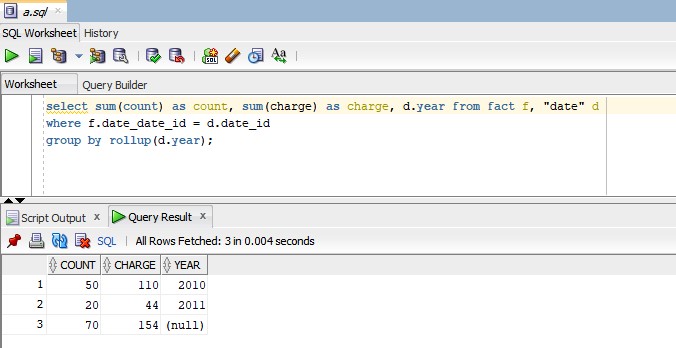 a.sql
SQL Worksheet History
SQL Aa
Worksheet Query Builder
select sum(count) as count, sum(charge) as charge, d.year from fact f, "date" d
where f.date_date_id = d.date_id
group by rollup(d.year);
Script Output x Query Result x
SQL | All Rows Fetched: 3 in 0.004 seconds
COUNT CHARGE YEAR
1 50 110 2010
2 20 44 2011
3 70 154 (null)